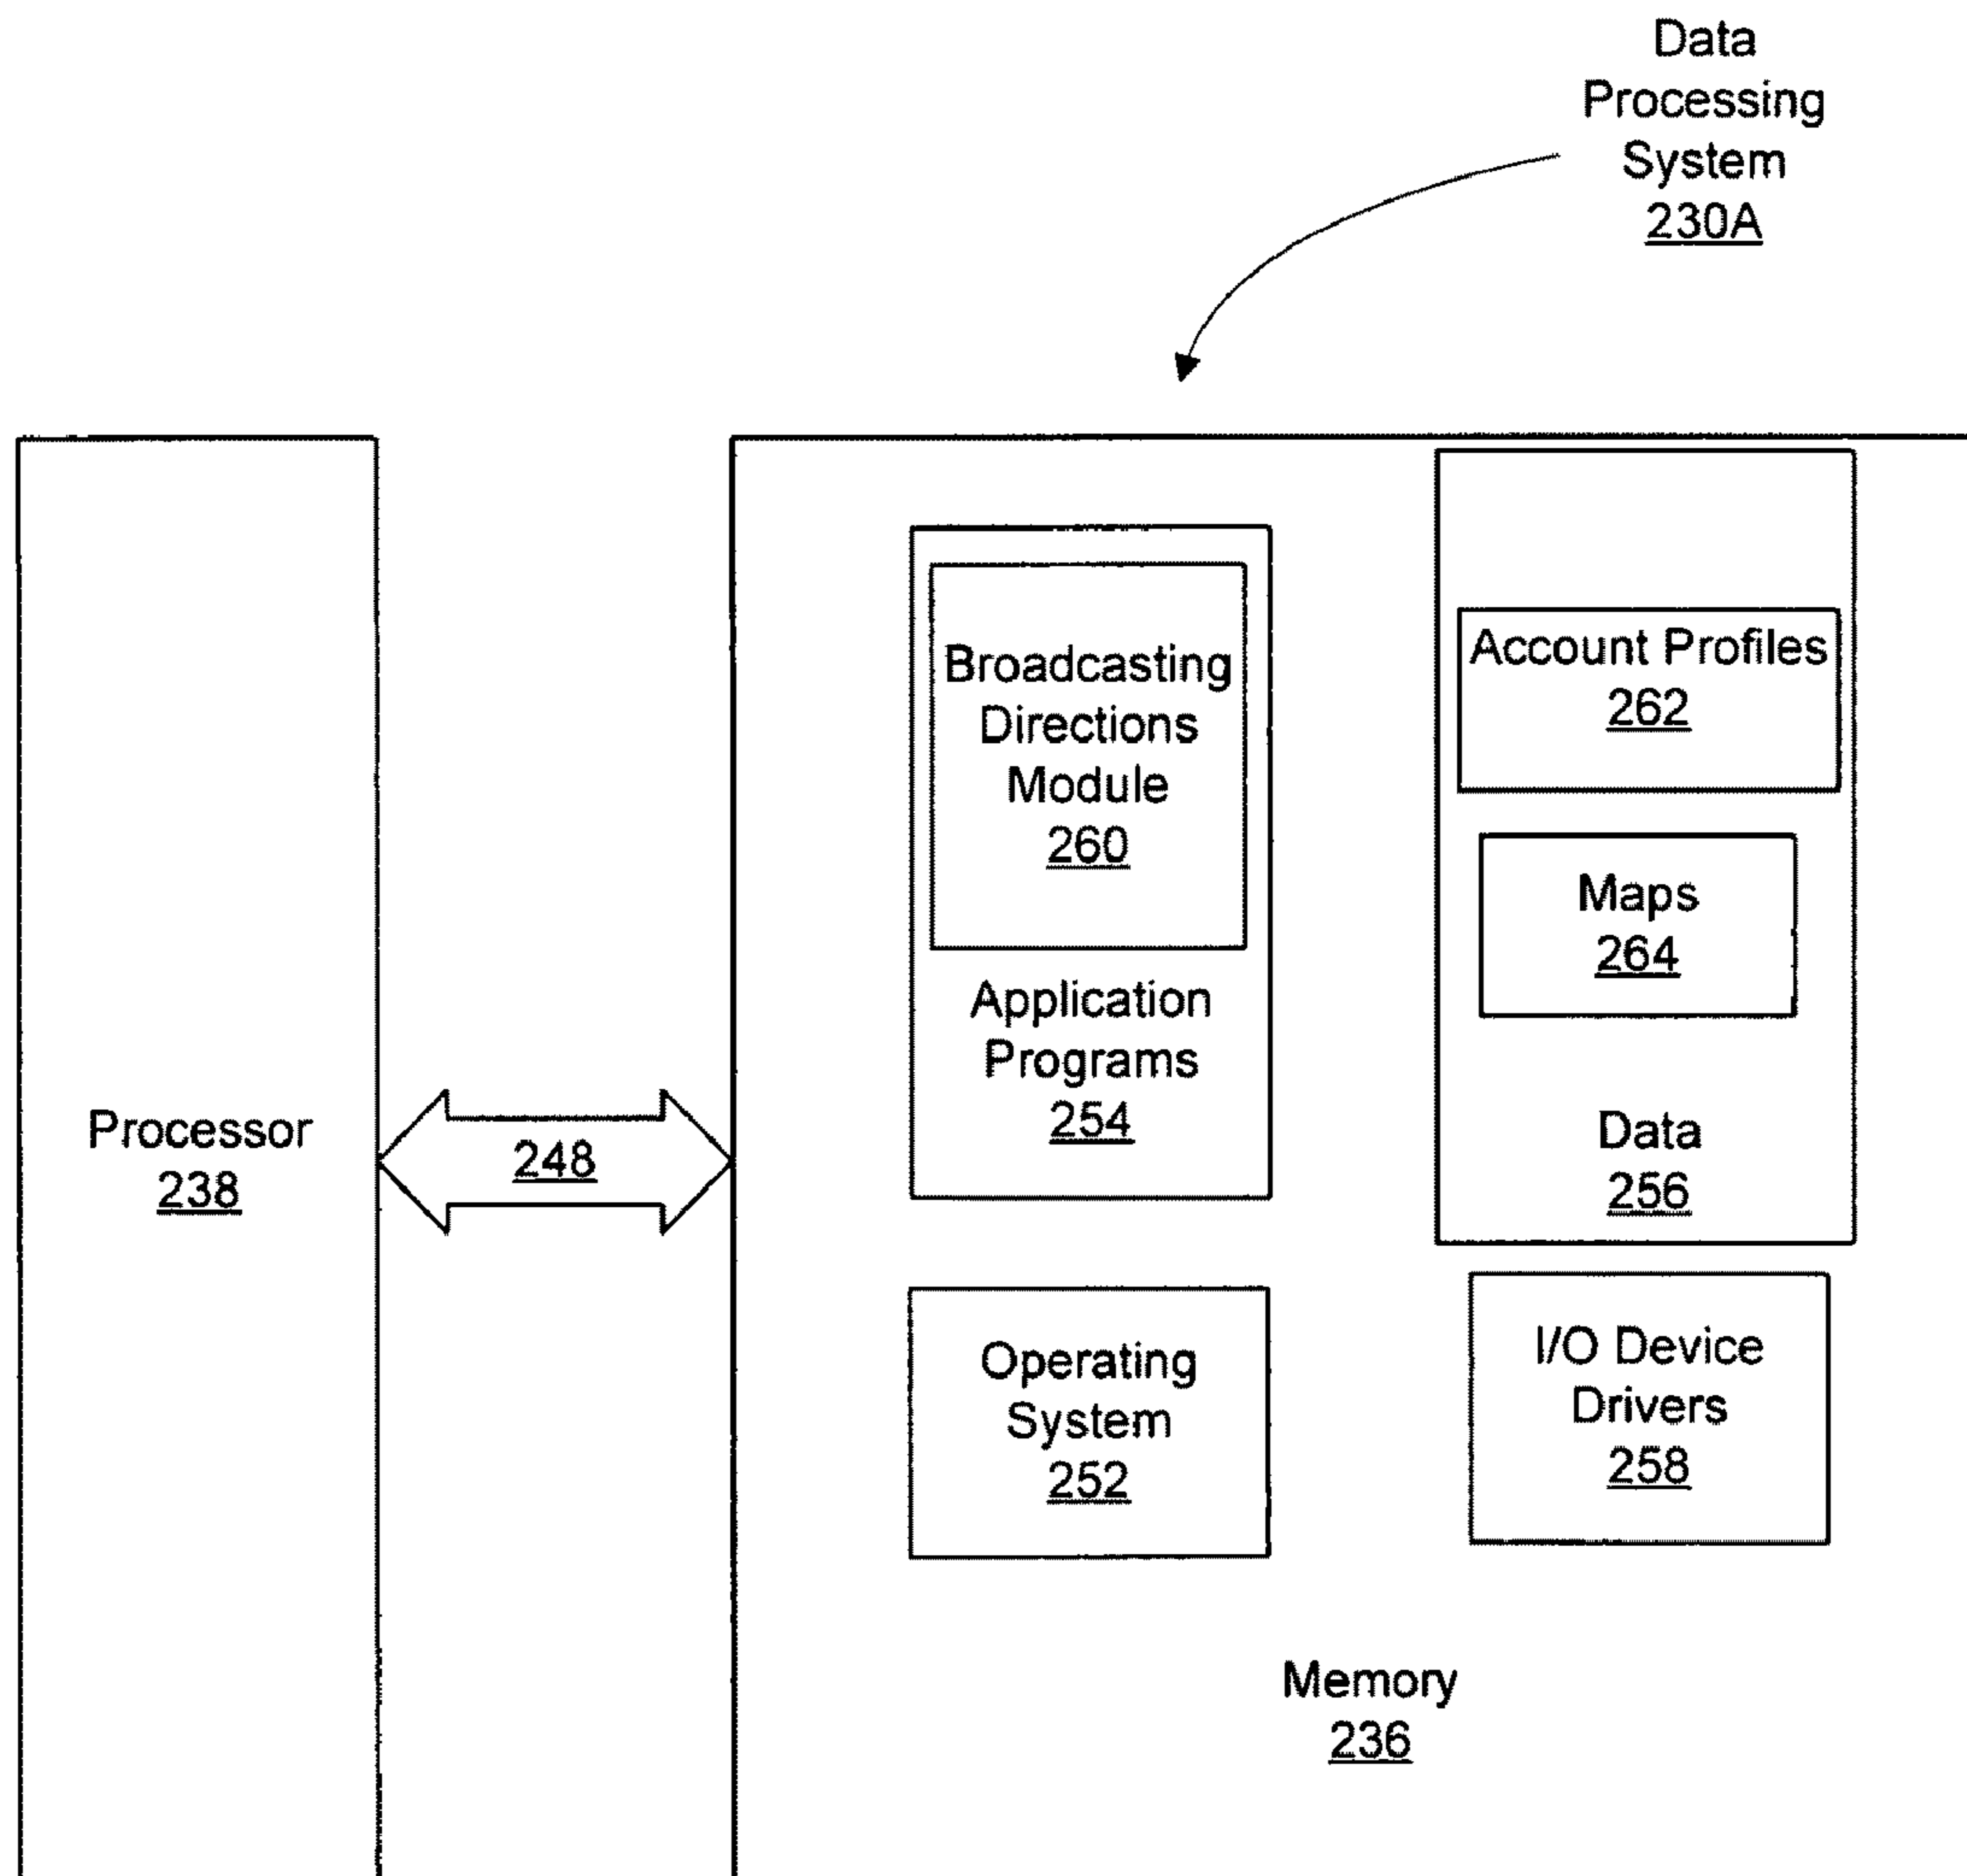 Data
Processing
System
230A
Broadcasting
Directions
Module
260
Application
Programs
254
Account Profiles
262
Maps
264
Data
256
Processor
238
248
Operating
System
252
I/O Device
Drivers
258
Memory
236